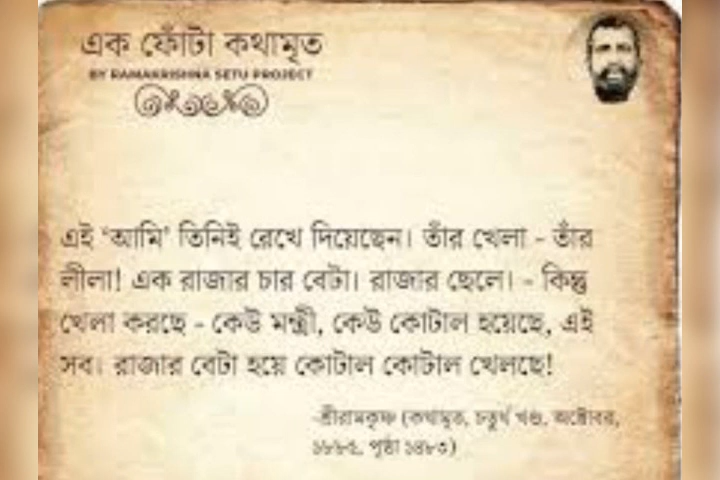 এক ফোঁটা কথামৃত
BY RAMAKRISHNA SETU PROJECT
এই ‘আমি’ তিনিই রেখে দিয়েছেন। তাঁর খেলা - তাঁর
লীলা! এক রাজার চার বেটা। রাজার ছেলে। - কিন্তু
খেলা করছে - কেউ মন্ত্রী, কেউ কোটাল হয়েছে, এই
সব। রাজার বেটা হয়ে কোটাল কোটাল খেলছে!
-শ্রীরামকৃষ্ণ (কথামৃত, চতুর্থ খণ্ড, অক্টোবর,
১৮৮৫, পৃষ্ঠা ১৪৮৩)